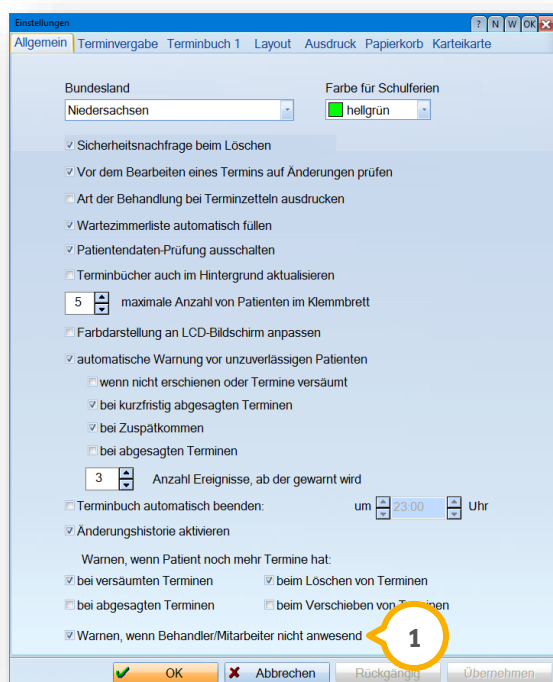 Einstellungen
? N W OK
Allgemein Terminvergabe Terminbuch 1 Layout Ausdruck Papierkorb Karteikarte
Bundesland Farbe für Schulferien
Niedersachsen hellgrün
Sicherheitsnachfrage beim Löschen
Vor dem Bearbeiten eines Termins auf Änderungen prüfen
Art der Behandlung bei Terminzetteln ausdrucken
Wartezimmerliste automatisch füllen
Patientendaten-Prüfung ausschalten
Terminbücher auch im Hintergrund aktualisieren
5 maximale Anzahl von Patienten im Klemmbrett
Farbdarstellung an LCD-Bildschirm anpassen
automatische Warnung vor unzuverlässigen Patienten
wenn nicht erschienen oder Termine versäumt
bei kurzfristig abgesagten Terminen
bei Zuspätkommen
bei abgesagten Terminen
3 Anzahl Ereignisse, ab der gewarnt wird
Terminbuch automatisch beenden: um 23:00 Uhr
Änderungshistorie aktivieren
Warnen, wenn Patient noch mehr Termine hat:
bei versäumten Terminen beim Löschen von Terminen
bei abgesagten Terminen beim Verschieben von Terminen
Warnen, wenn Behandler/Mitarbeiter nicht anwesend 1
OK Abbrechen Rückgängig Übernehmen